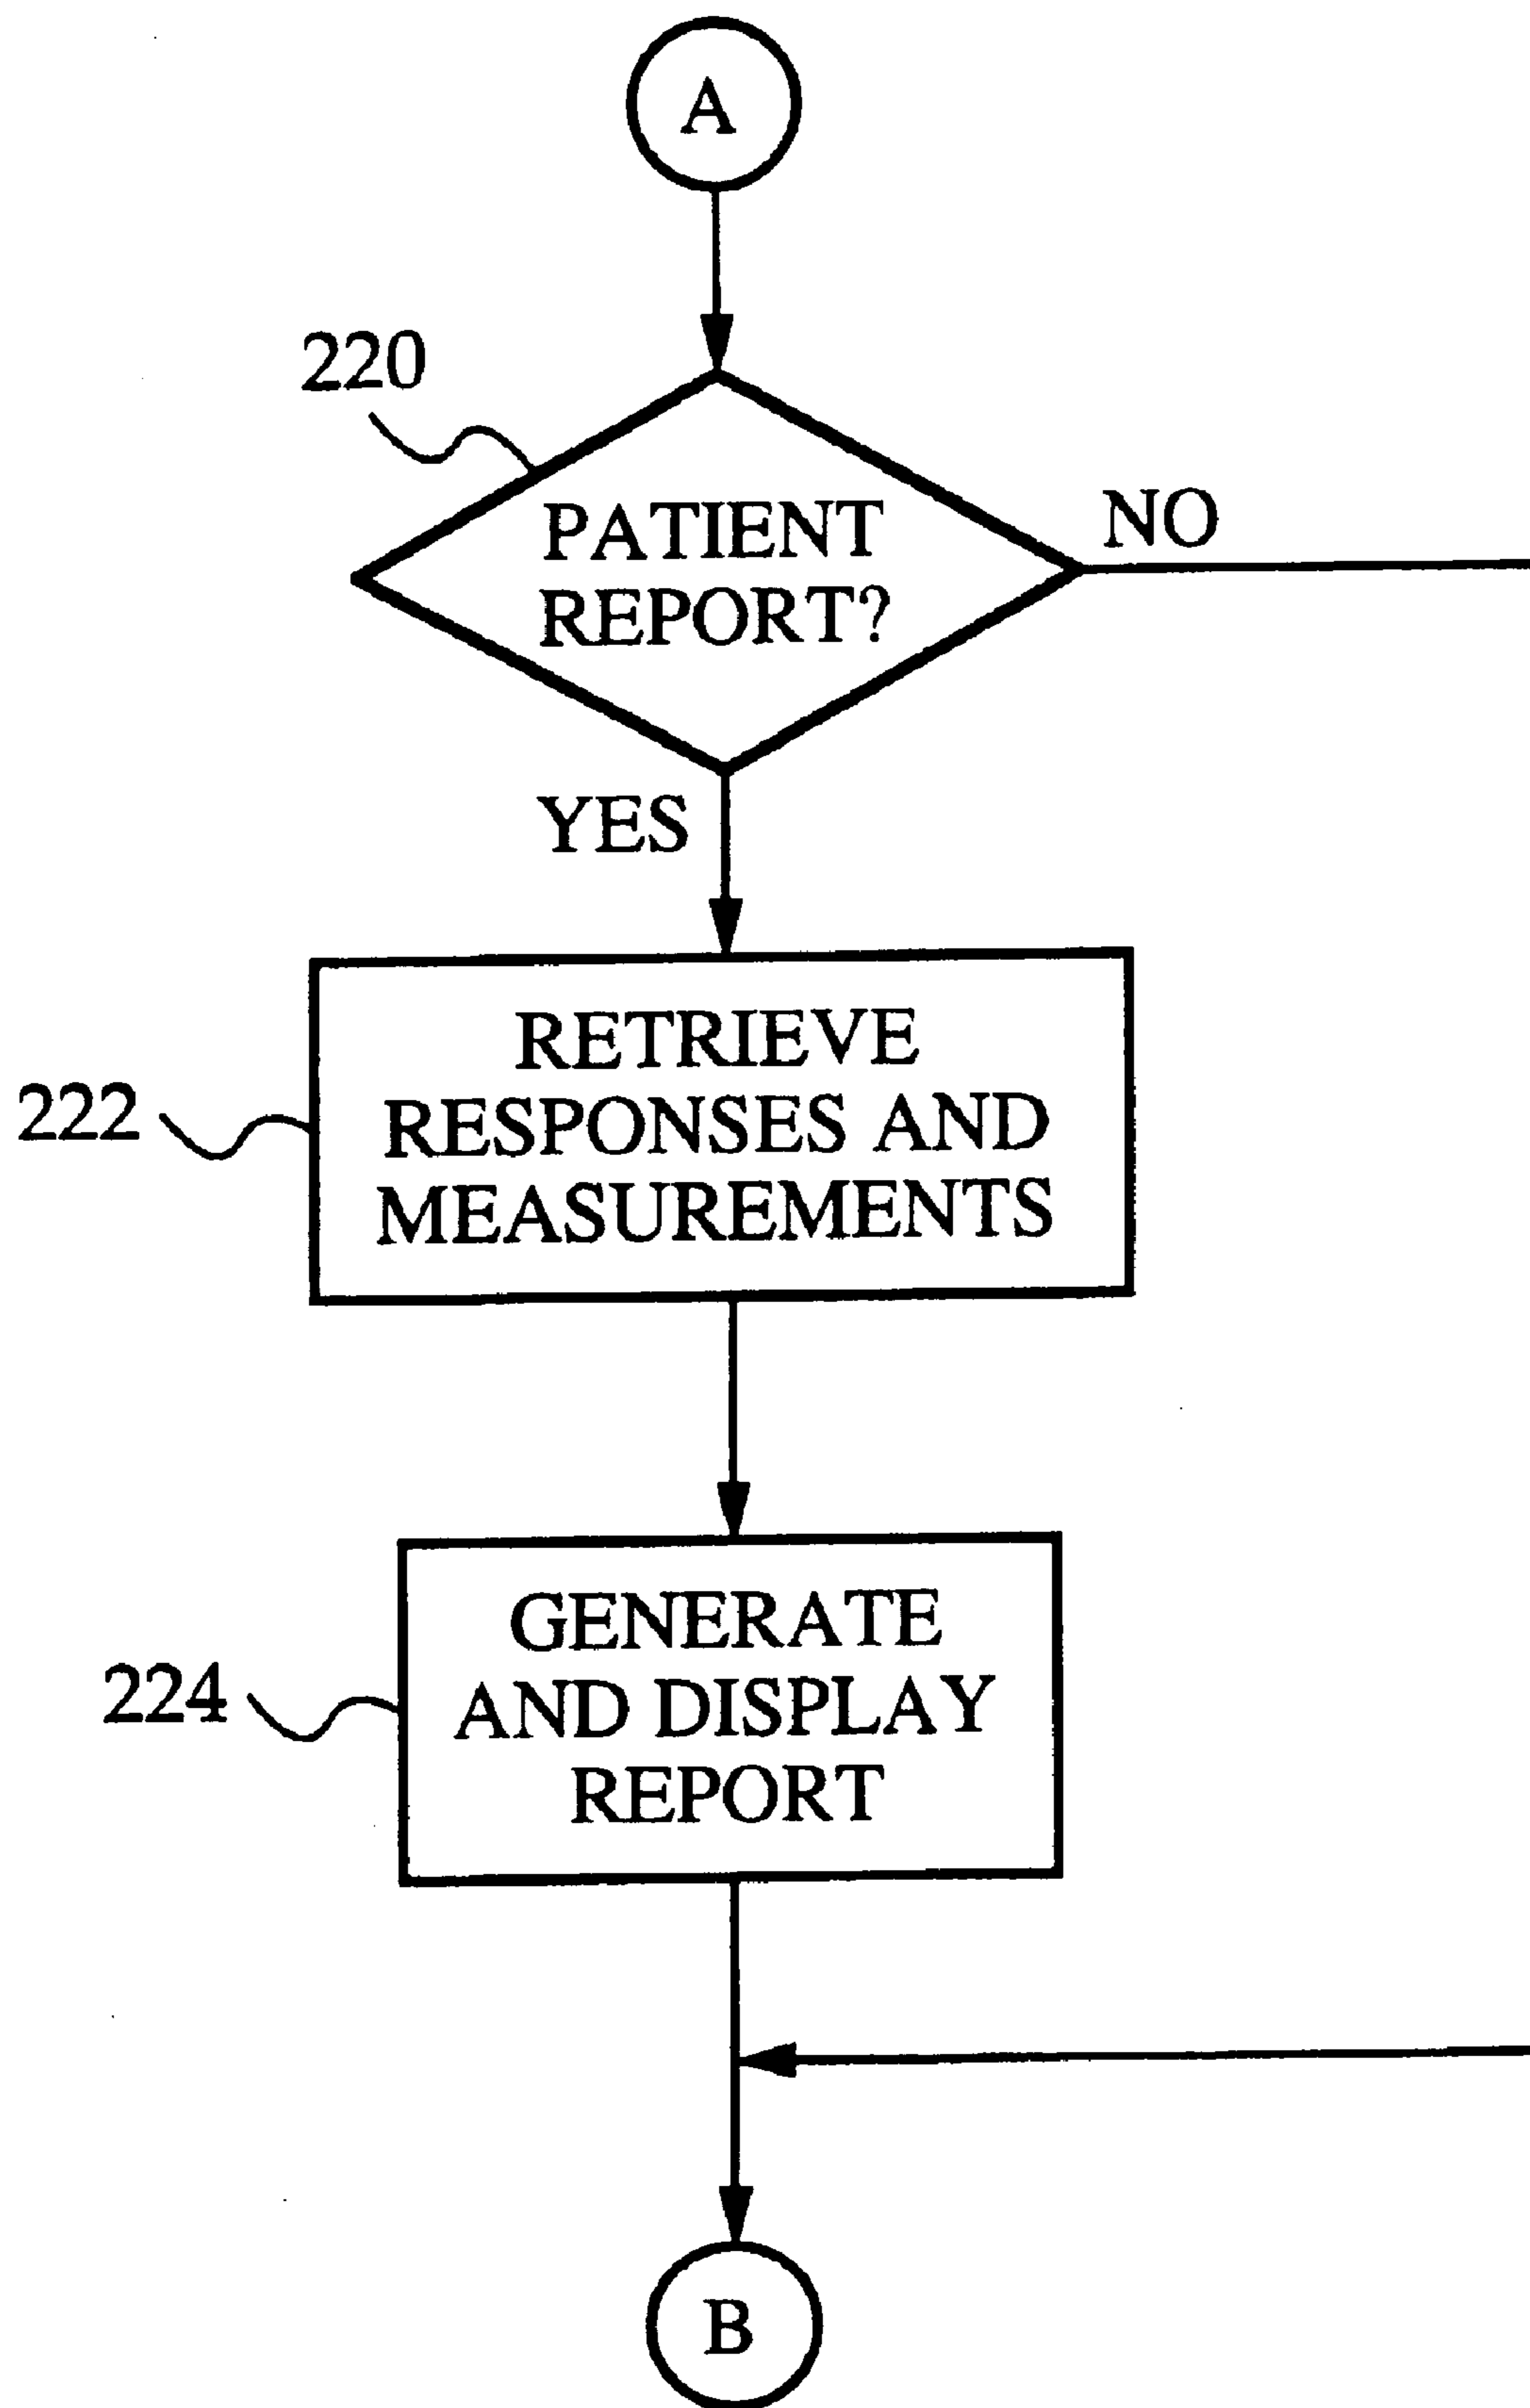 A
220
PATIENT
REPORT?
NO
YES
RETRIEVE
RESPONSES AND
MEASUREMENTS
222
GENERATE
AND DISPLAY
REPORT
224
B